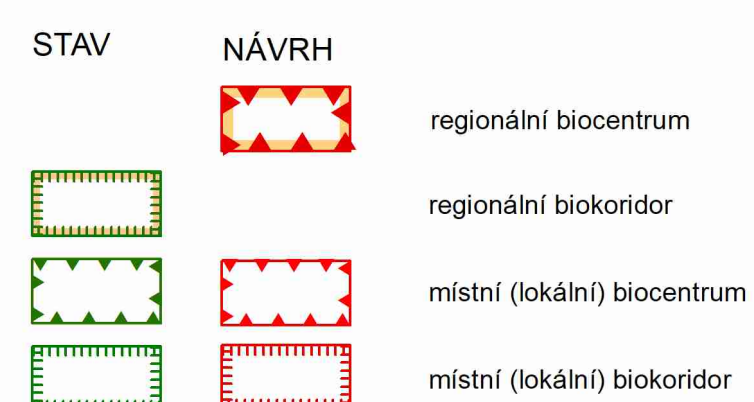 STAV NÁVRH
regionální biocentrum
regionální biokoridor
místní (lokální) biocentrum
místní (lokální) biokoridor